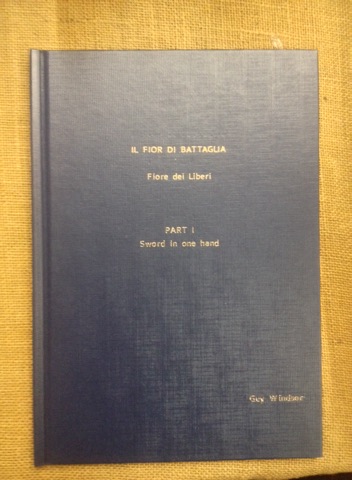 IL FIOR DI BATTAGLIA
Fiore dei Liberi
PART I
Sword in one hand
Guy Windsor